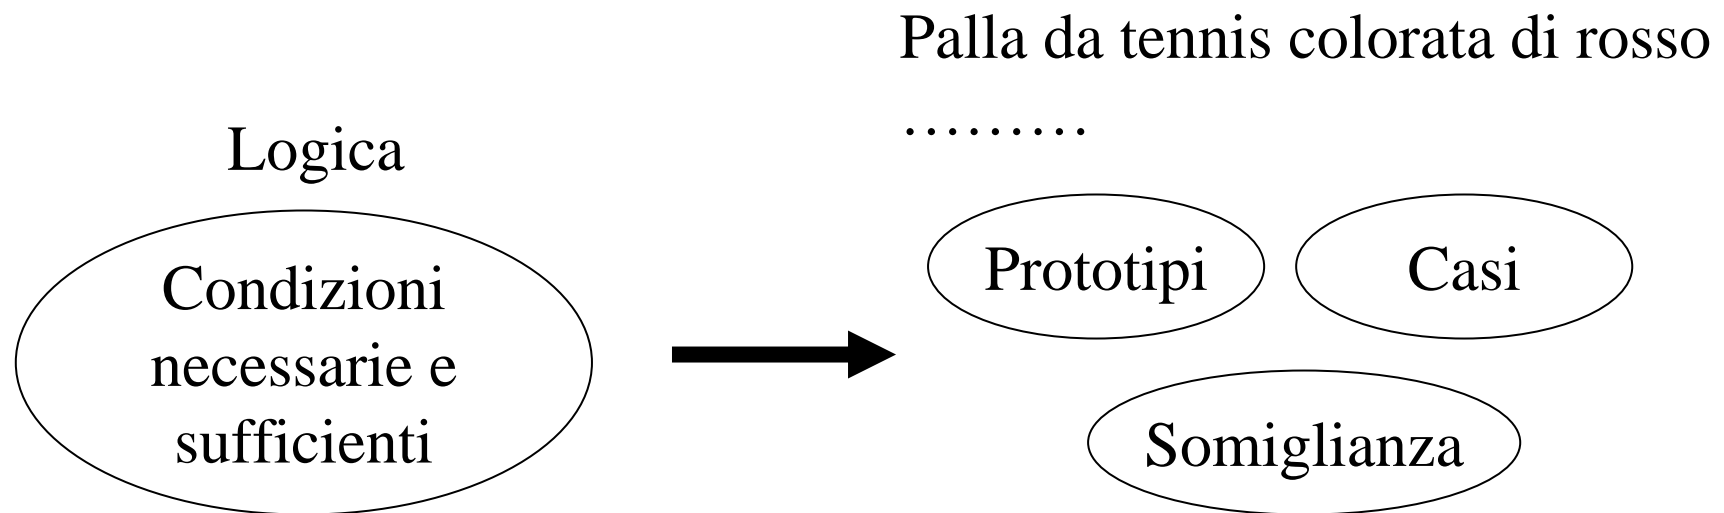 Palla da tennis colorata di rosso
………
Logica
Condizioni
necessarie e
sufficienti
Prototipi
Casi
Somiglianza